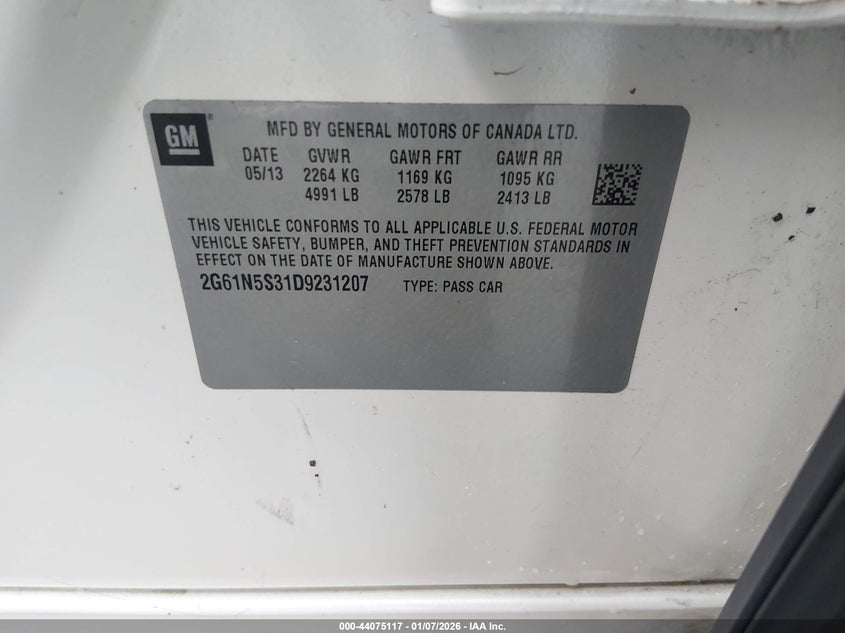 GM
MFD BY GENERAL MOTORS OF CANADA LTD.
DATE GVWR GAWR FRT GAWR RR
05/13 2264 KG 1169 KG 1095 KG
4991 LB 2578 LB 2413 LB
THIS VEHICLE CONFORMS TO ALL APPLICABLE U.S. FEDERAL MOTOR
VEHICLE SAFETY, BUMPER, AND THEFT PREVENTION STANDARDS IN
EFFECT ON THE DATE OF MANUFACTURE SHOWN ABOVE.
2G61N5S31D9231207 TYPE: PASS CAR
000-44075117 - 01/07/2026 - IAA Inc.